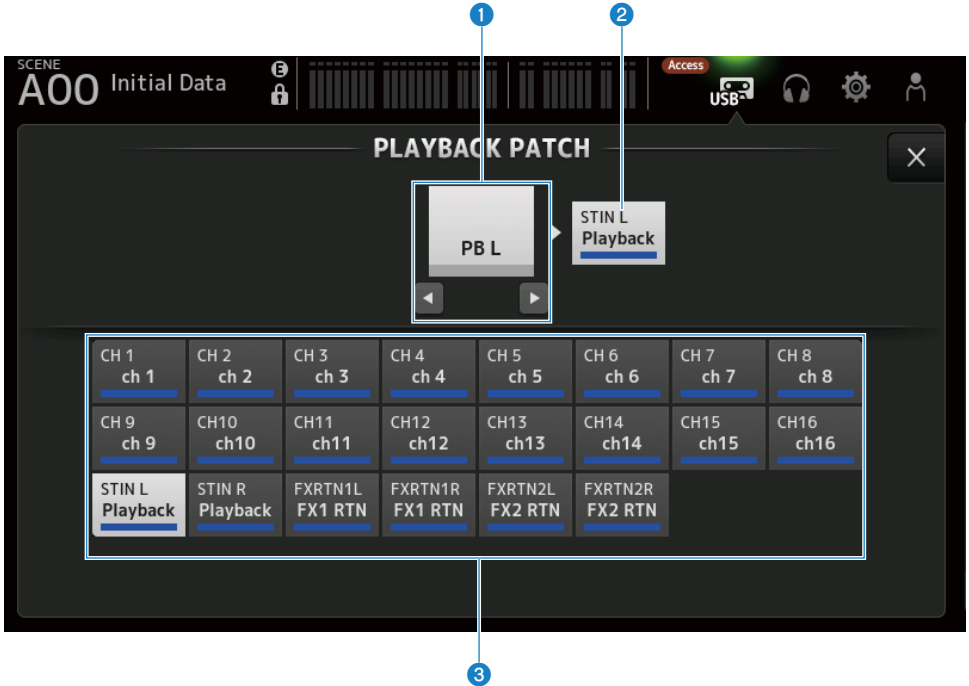 1 2
SCENE
A00 Initial Data
E
Access
USB
PLAYBACK PATCH
PB L
STIN L
Playback
CH 1 CH 2 CH 3 CH 4 CH 5 CH 6 CH 7 CH 8
ch 1 ch 2 ch 3 ch 4 ch 5 ch 6 ch 7 ch 8
CH 9 CH10 CH11 CH12 CH13 CH14 CH15 CH16
ch 9 ch10 ch11 ch12 ch13 ch14 ch15 ch16
STIN L STIN R FXRTN1L FXRTN1R FXRTN2L FXRTN2R
Playback Playback FX1 RTN FX1 RTN FX2 RTN FX2 RTN
3